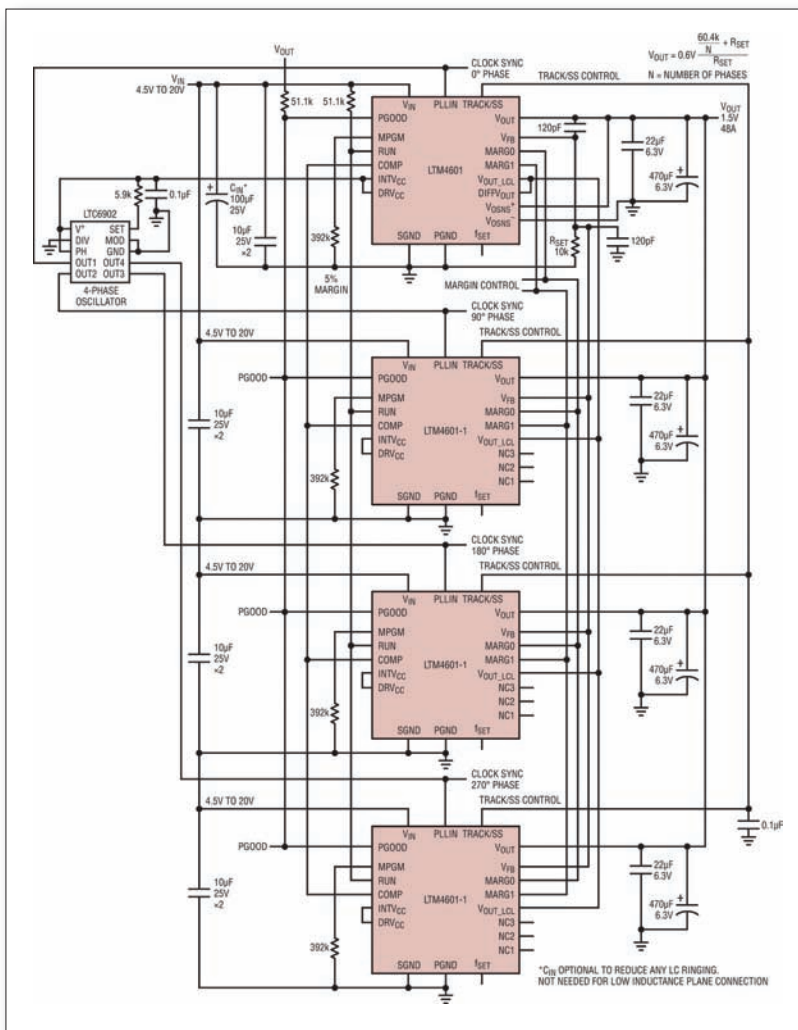 VOUT
VIN
4.5V TO 20V
51.1k
51.1k
CLOCK SYNC
0° PHASE
TRACK/SS CONTROL
VOUT = 0.6V
60.4k
N
+ RSET
RSET
N = NUMBER OF PHASES
VIN
PLLIN
TRACK/SS
PGOOD
MPGM
RUN
COMP
INTVCC
DRVCC
LTM4601
VOUT
VFB
MARG0
MARG1
VOUT_LCL
DIFFVOUT
VOSNS+
VOSNS–
SGND
PGND
fSET
120pF
22µF
6.3V
470µF
6.3V
VOUT
1.5V
48A
5.9k
0.1µF
CIN*
100µF
25V
10µF
25V
×2
392k
5%
MARGIN
RSET
10k
120pF
MARGIN CONTROL
LTC6902
V+
DIV
PH
OUT1
OUT2
SET
MOD
GND
OUT4
OUT3
4-PHASE
OSCILLATOR
CLOCK SYNC
90° PHASE
4.5V TO 20V
TRACK/SS CONTROL
PGOOD
VIN
PLLIN
TRACK/SS
PGOOD
MPGM
RUN
COMP
INTVCC
DRVCC
LTM4601-1
VOUT
VFB
MARG0
MARG1
VOUT_LCL
NC3
NC2
NC1
SGND
PGND
fSET
10µF
25V
×2
392k
22µF
6.3V
470µF
6.3V
CLOCK SYNC
180° PHASE
4.5V TO 20V
TRACK/SS CONTROL
PGOOD
VIN
PLLIN
TRACK/SS
PGOOD
MPGM
RUN
COMP
INTVCC
DRVCC
LTM4601-1
VOUT
VFB
MARG0
MARG1
VOUT_LCL
NC3
NC2
NC1
SGND
PGND
fSET
10µF
25V
×2
392k
22µF
6.3V
470µF
6.3V
CLOCK SYNC
270° PHASE
4.5V TO 20V
TRACK/SS CONTROL
PGOOD
VIN
PLLIN
TRACK/SS
PGOOD
MPGM
RUN
COMP
INTVCC
DRVCC
LTM4601-1
VOUT
VFB
MARG0
MARG1
VOUT_LCL
NC3
NC2
NC1
SGND
PGND
fSET
10µF
25V
×2
392k
0.1µF
22µF
6.3V
470µF
6.3V
*CIN OPTIONAL TO REDUCE ANY LC RINGING.
NOT NEEDED FOR LOW INDUCTANCE PLANE CONNECTION